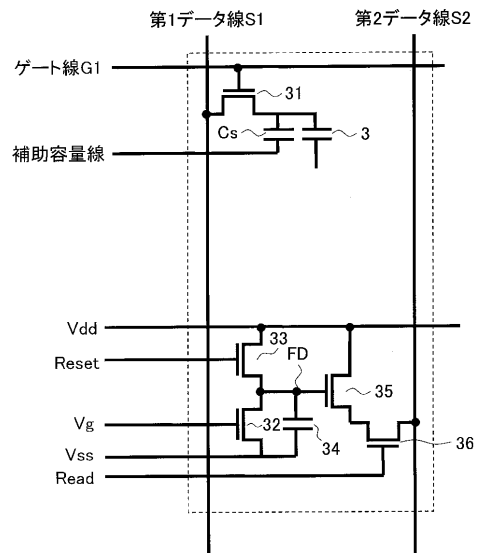 第1データ線S1
第2データ線S2
ゲート線G1
31
Cs
3
補助容量線
Vdd
33
Reset
FD
35
Vg
32
34
36
Vss
Read